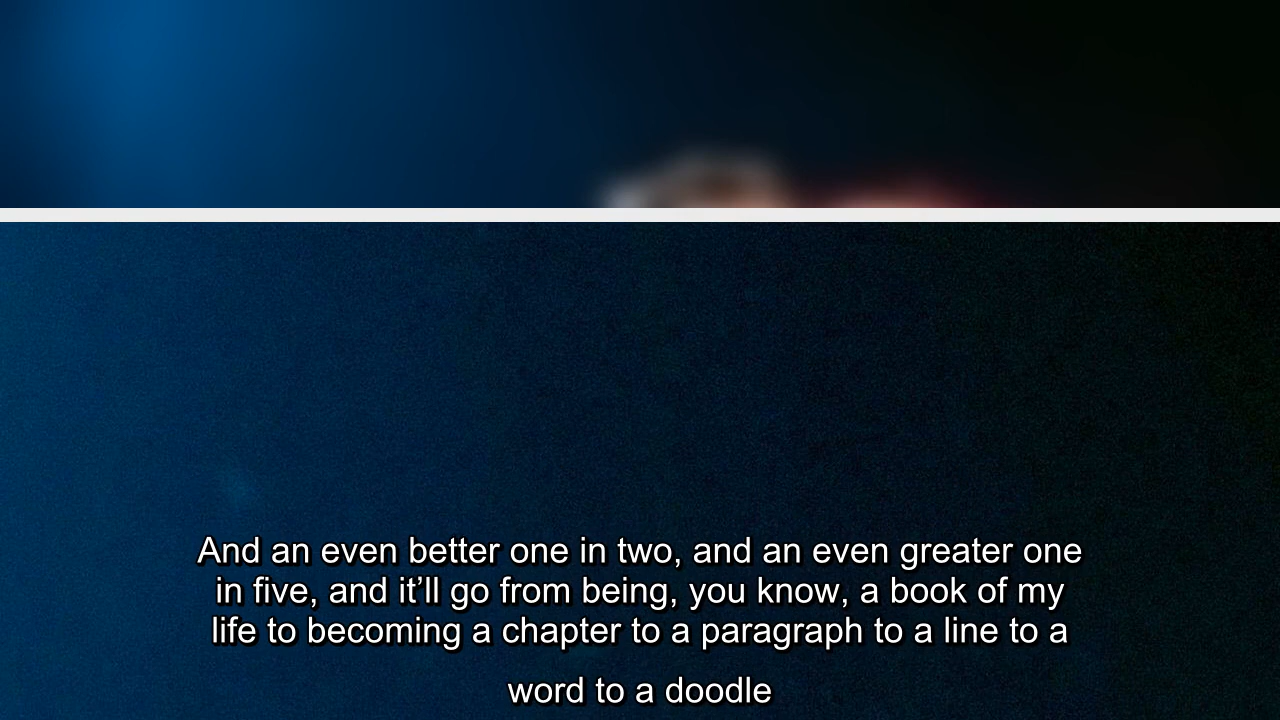 And an even better one in two, and an even greater one
in five, and it’ll go from being, you know, a book of my
life to becoming a chapter to a paragraph to a line to a
word to a doodle